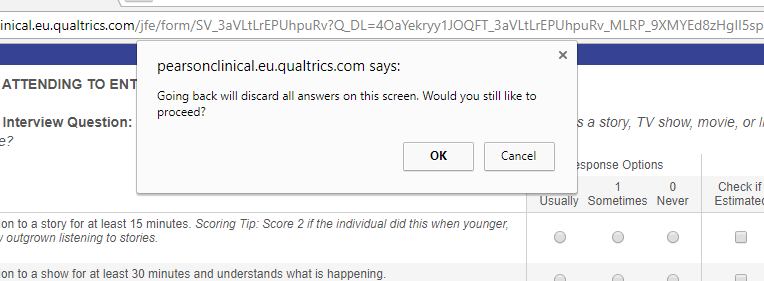 inical.eu.qualtrics.com/jfe/form/SV_3aVLtLrEPUhpuRv?Q_DL=4OaYekryy1JOQFT_3aVLtLrEPUhpuRv_MLRP_9XMYEd8zHgII5sp
pearsonclinical.eu.qualtrics.com says:
Going back will discard all answers on this screen. Would you still like to
proceed?
OK Cancel
ATTENDING TO ENT
Interview Question: s a story, TV show, movie, or l
e?
sponse Options
1 0 Check if
Usually Sometimes Never Estimated
on to a story for at least 15 minutes. Scoring Tip: Score 2 if the individual did this when younger,
y outgrown listening to stories.
on to a show for at least 30 minutes and understands what is happening.